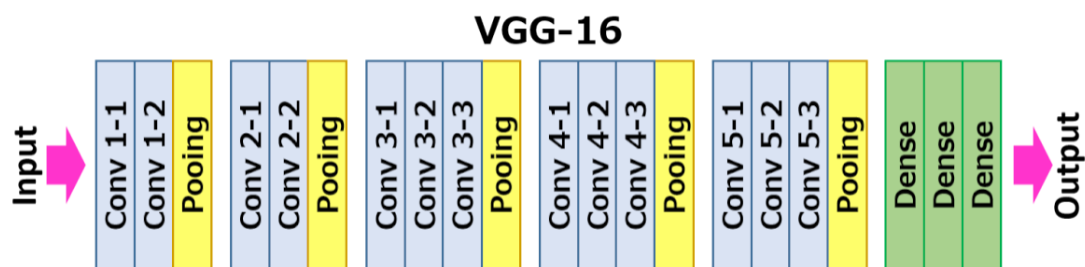 VGG-16
Input
Conv 1-1
Conv 1-2
Pooing
Conv 2-1
Conv 2-2
Pooing
Conv 3-1
Conv 3-2
Conv 3-3
Pooing
Conv 4-1
Conv 4-2
Conv 4-3
Pooing
Conv 5-1
Conv 5-2
Conv 5-3
Pooing
Dense
Dense
Dense
Output